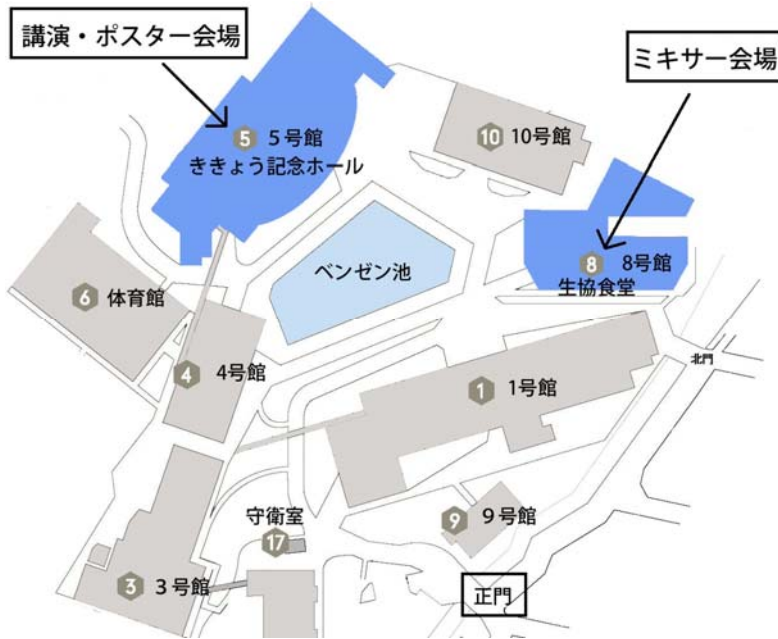 講演・ポスター会場
ミキサー会場
5 5号館
ききょう記念ホール
10 10号館
8 8号館
生協食堂
ベンゼン池
6 体育館
4 4号館
北門
1 1号館
守衛室
17
9 9号館
3 3号館
正門